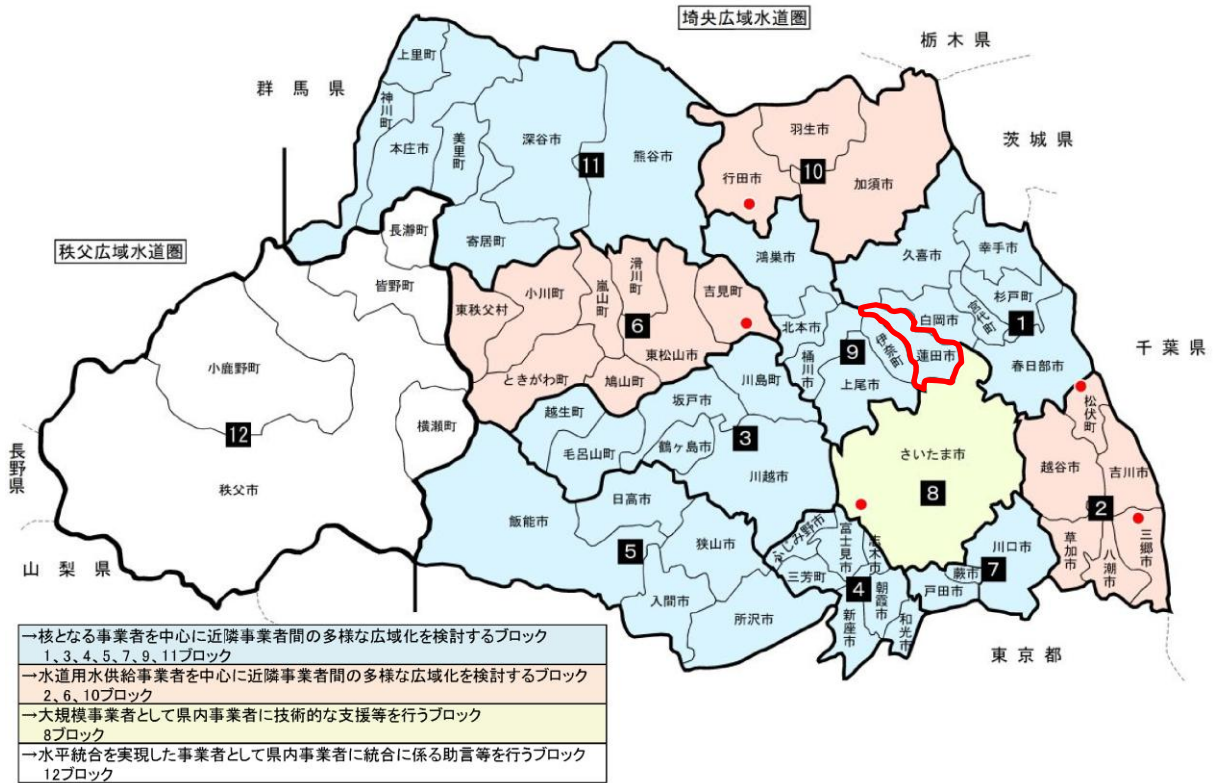 埼央広域水道圏
栃木県
群馬県
茨城県
上里町
神川町
本庄市
美里町
深谷市
熊谷市
11
羽生市
行田市
10
加須市
秩父広域水道圏
長瀞町
皆野町
寄居町
鴻巣市
久喜市
幸手市
杉戸町
宮代町
1
白岡市
蓮田市
春日部市
千葉県
東秩父村
小川町
嵐山町
滑川町
吉見町
6
東松山市
ときがわ町
鳩山町
北本市
桶川市
9
伊奈町
上尾市
小鹿野町
12
横瀬町
秩父市
長野県
山梨県
越生町
毛呂山町
坂戸市
鶴ヶ島市
川島町
3
川越市
さいたま市
8
松伏町
越谷市
吉川市
2
草加市
八潮市
三郷市
飯能市
日高市
5
狭山市
入間市
所沢市
ふじみ野市
富士見市
志木市
三芳町
4
新座市
朝霞市
和光市
川口市
蕨市
7
戸田市
東京都
→核となる事業者を中心に近隣事業者間の多様な広域化を検討するブロック
1、3、4、5、7、9、11ブロック
→水道用水供給事業者を中心に近隣事業者間の多様な広域化を検討するブロック
2、6、10ブロック
→大規模事業者として県内事業者に技術的な支援等を行うブロック
8ブロック
→水平統合を実現した事業者として県内事業者に統合に係る助言等を行うブロック
12ブロック